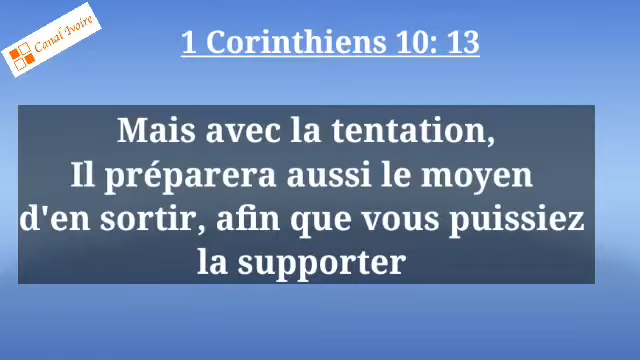 Canal Ivoire
1 Corinthiens 10: 13
Mais avec la tentation,
Il préparera aussi le moyen
d'en sortir, afin que vous puissiez
la supporter